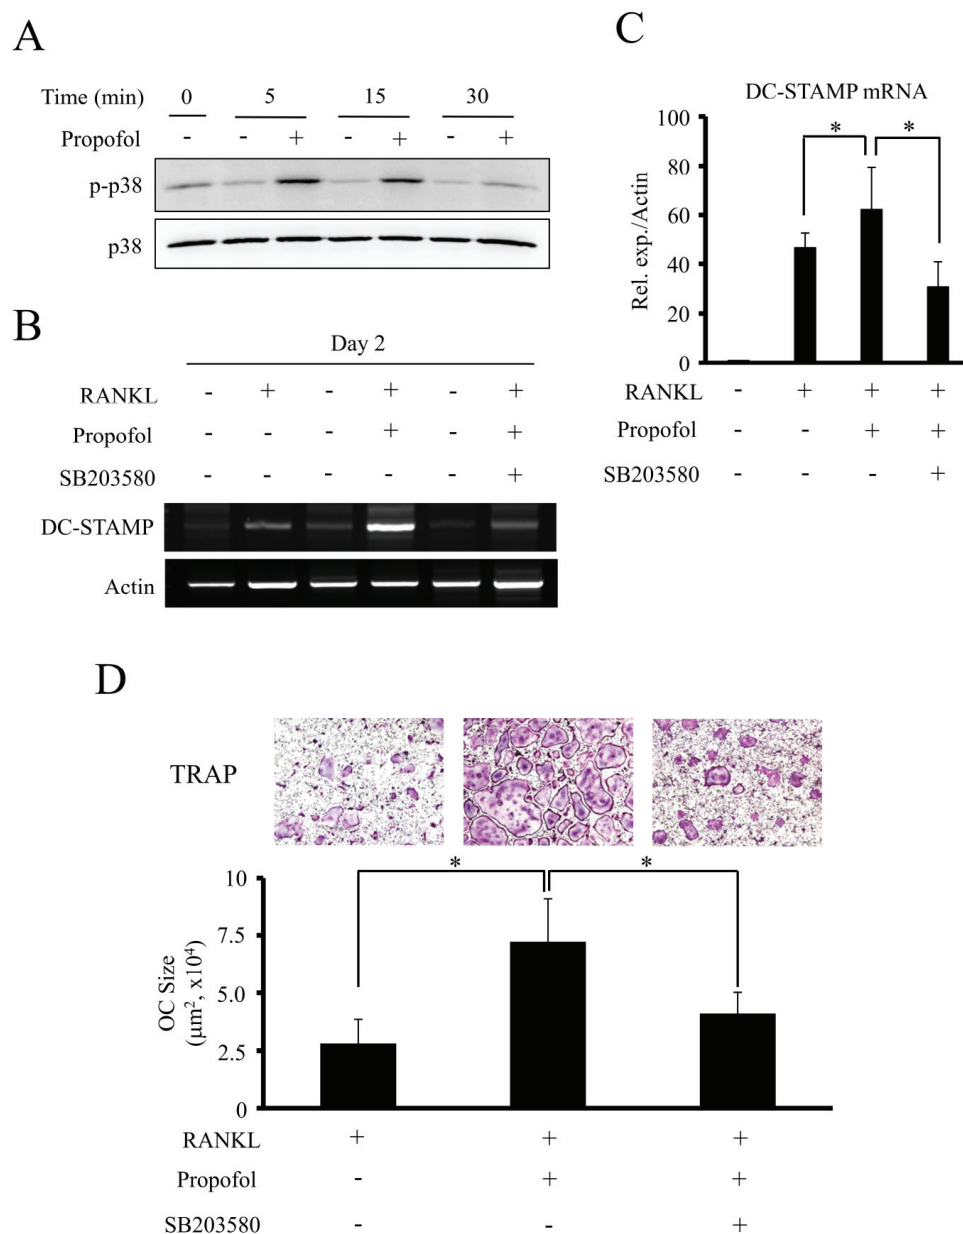 A
Time (min) 0 5 15 30
Propofol - - + - + - +
p-p38
p38
B
Day 2
RANKL - + - + - +
Propofol - - - + - +
SB203580 - - - - - +
DC-STAMP
Actin
C
DC-STAMP mRNA
* *
Rel. exp./Actin
100
80
60
40
20
0
RANKL - + + +
Propofol - - + +
SB203580 - - - +
D
TRAP
* *
OC Size
(μm², x10⁴)
10
7.5
5.0
2.5
0
RANKL + + +
Propofol - + +
SB203580 - - +